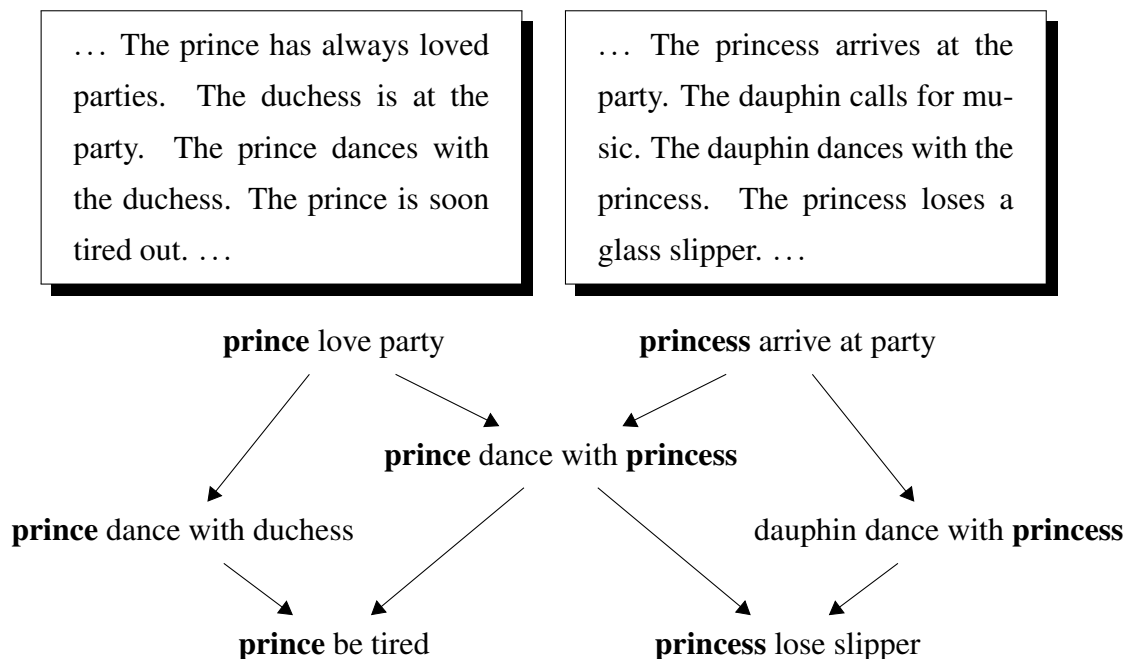 … The prince has always loved
parties. The duchess is at the
party. The prince dances with
the duchess. The prince is soon
tired out. …
… The princess arrives at the
party. The dauphin calls for mu-
sic. The dauphin dances with the
princess. The princess loses a
glass slipper. …
prince love party
princess arrive at party
prince dance with princess
prince dance with duchess
dauphin dance with princess
prince be tired
princess lose slipper